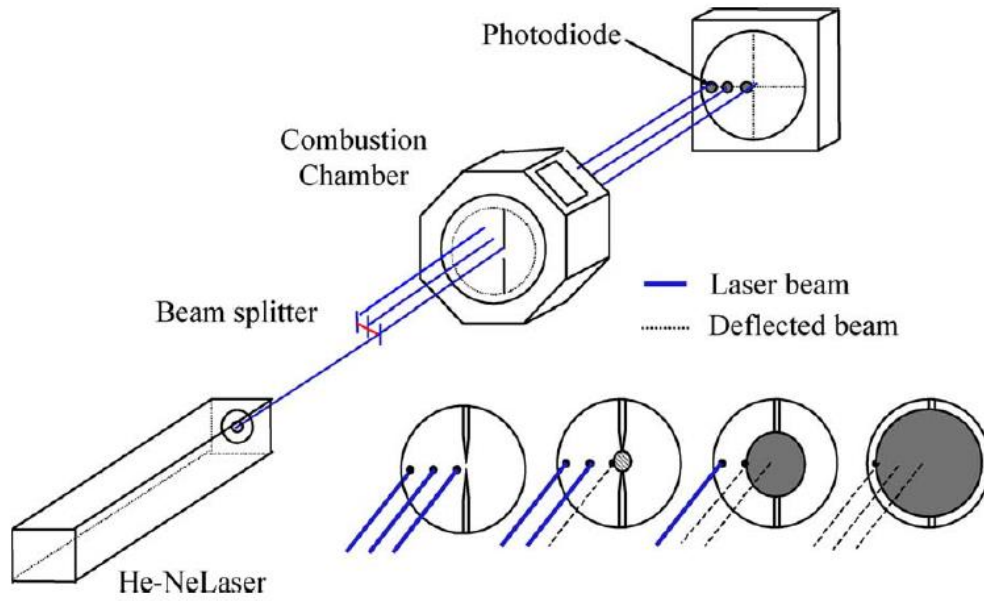 Photodiode
Combustion
Chamber
Beam splitter
Laser beam
Deflected beam
He-NeLaser